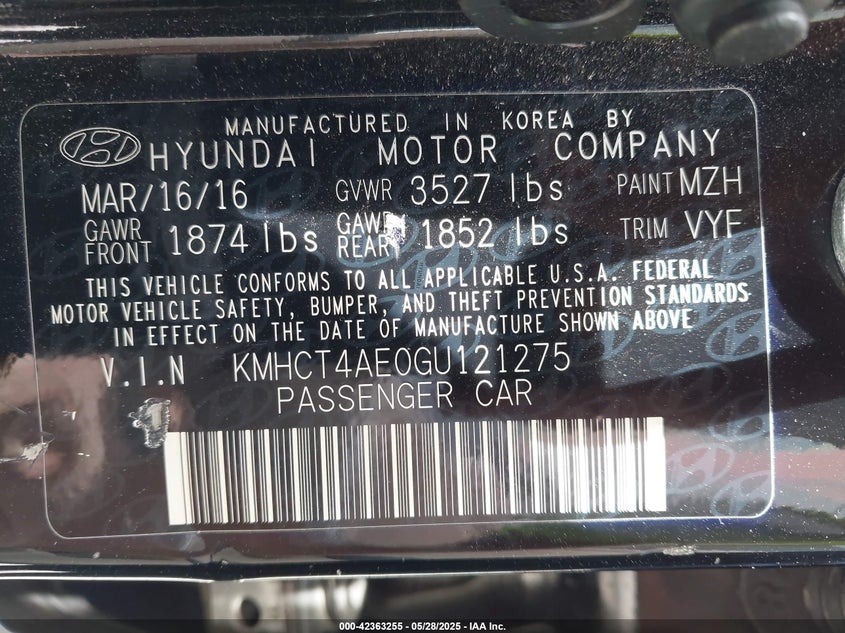 MANUFACTURED IN KOREA BY
HYUNDAI MOTOR COMPANY
MAR/16/16 GVWR 3527 lbs PAINT MZH
GAWR FRONT 1874 lbs GAWR REAR 1852 lbs TRIM VYF
THIS VEHICLE CONFORMS TO ALL APPLICABLE U.S.A. FEDERAL
MOTOR VEHICLE SAFETY, BUMPER, AND THEFT PREVENTION STANDARDS
IN EFFECT ON THE DATE OF MANUFACTURE SHOWN ABOVE
V.I.N KMHCT4AE0GU121275
PASSENGER CAR
000-42363255 - 05/28/2025 - IAA Inc.